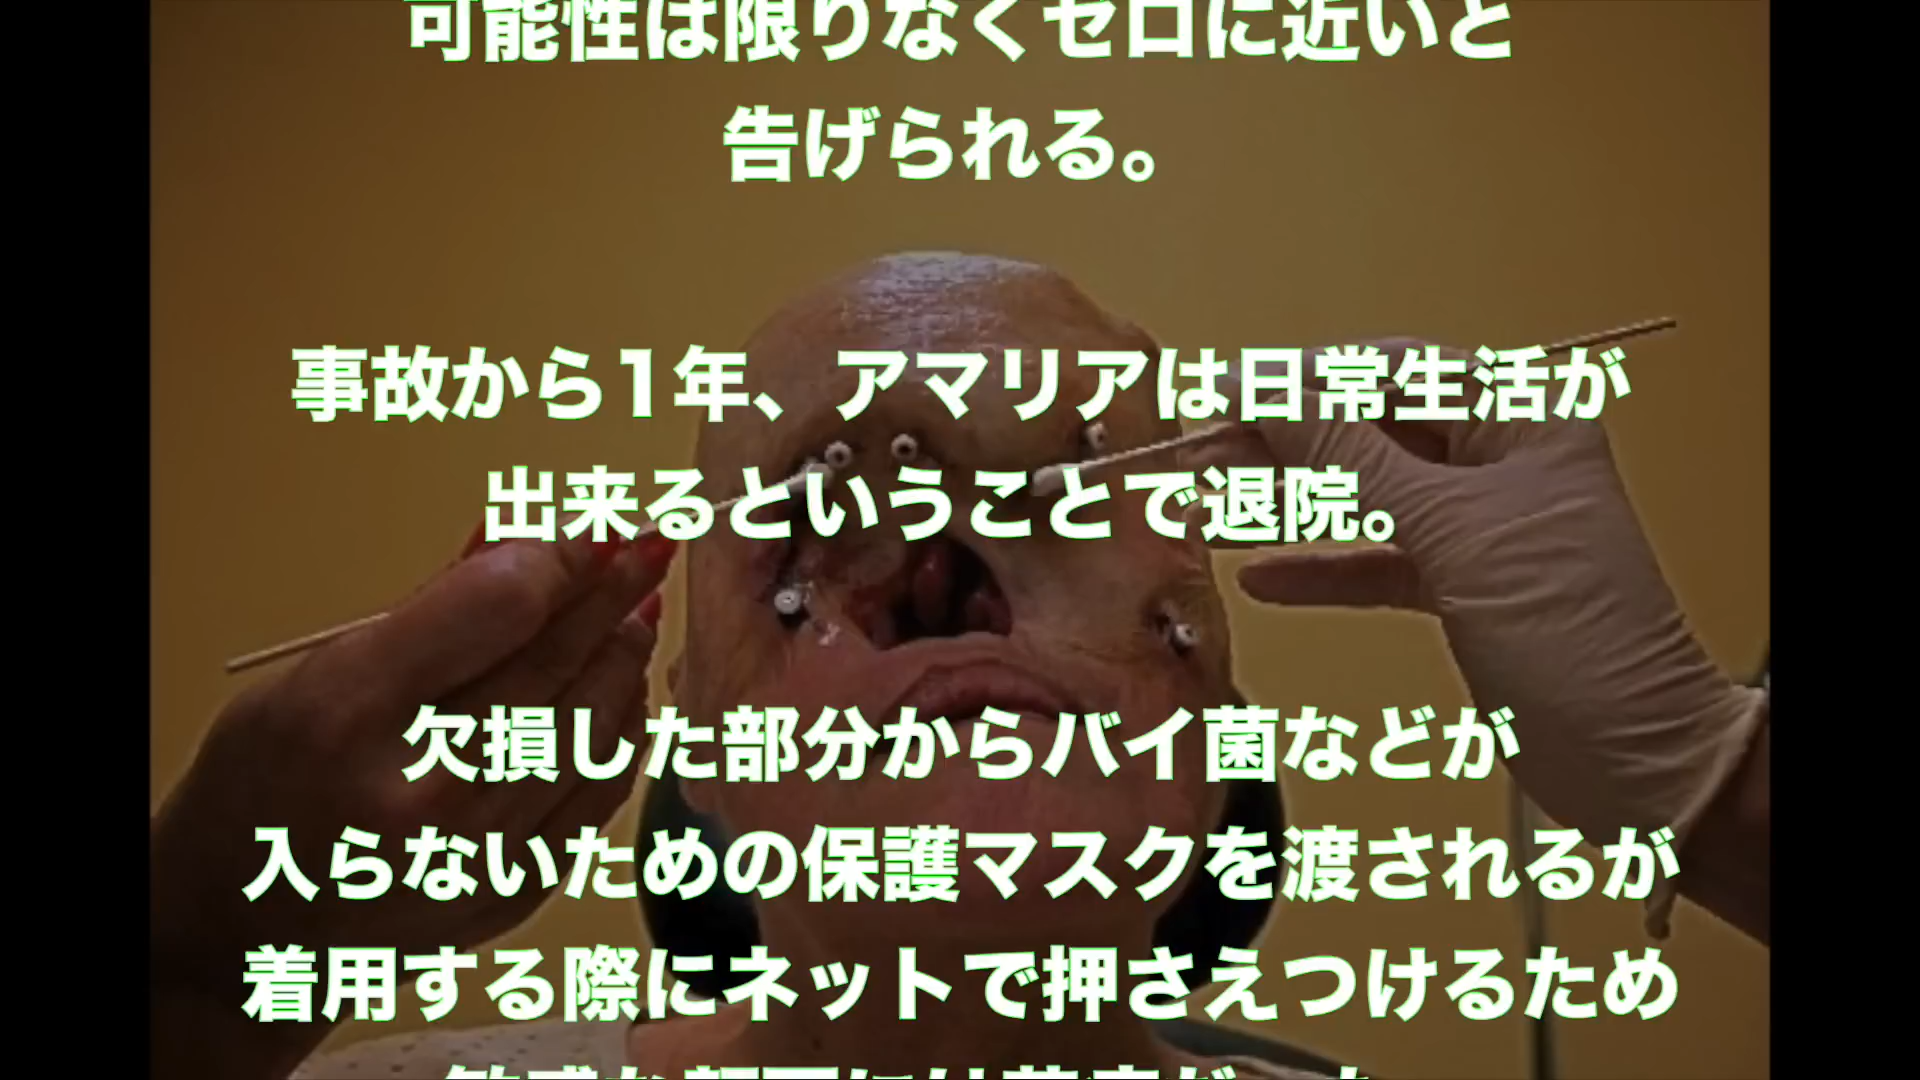 可能性は限りなくゼロに近いと
告げられる。
事故から1年、アマリアは日常生活が
出来るということで退院。
欠損した部分からバイ菌などが
入らないための保護マスクを渡されるが
着用する際にネットで押さえつけるため